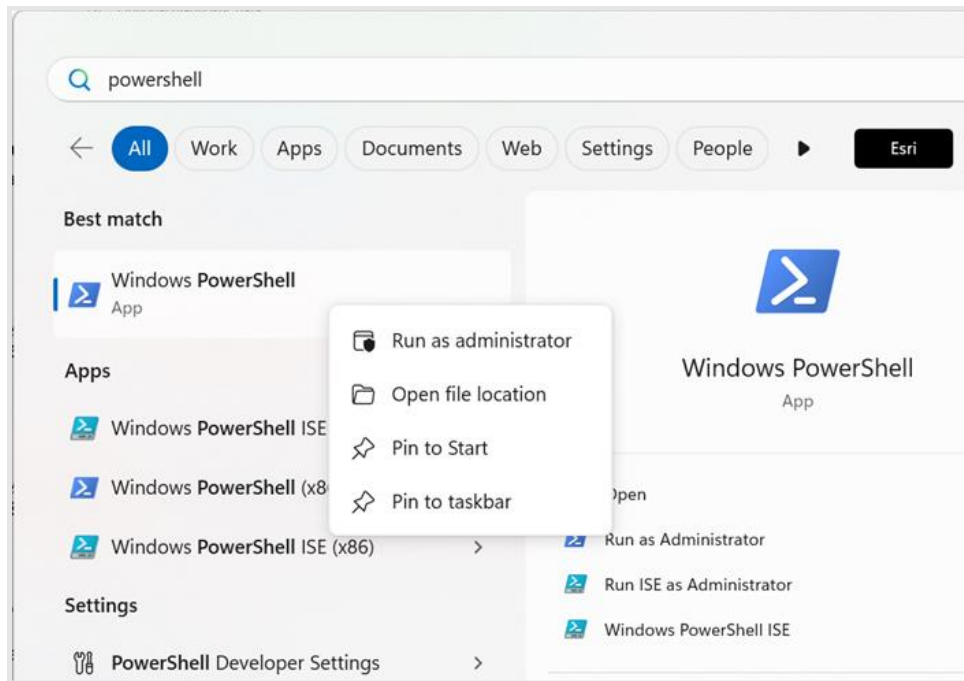 powershell
All
Work
Apps
Documents
Web
Settings
People
Esri
Best match
Windows PowerShell
App
Run as administrator
Open file location
Pin to Start
Pin to taskbar
Apps
Windows PowerShell ISE
Windows PowerShell (x8
Windows PowerShell ISE (x86)
Settings
PowerShell Developer Settings
Windows PowerShell
App
Open
Run as Administrator
Run ISE as Administrator
Windows PowerShell ISE